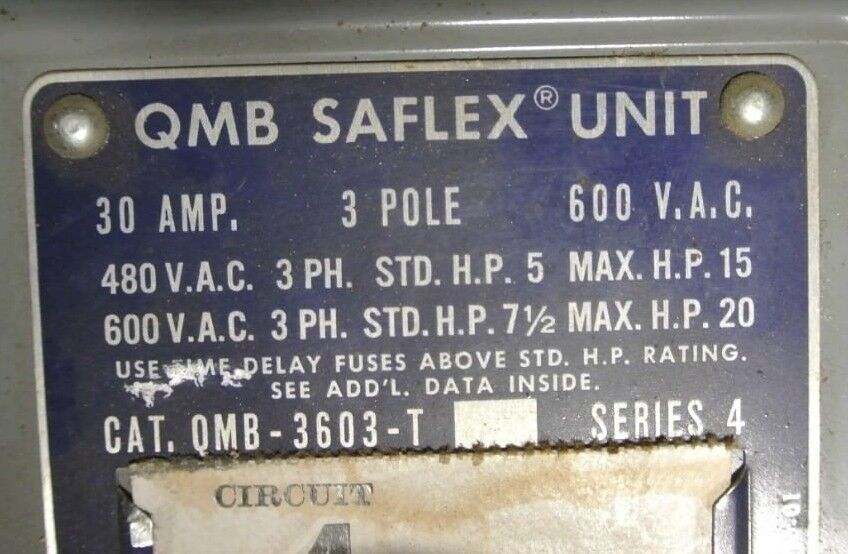 QMB SAFLEX® UNIT
30 AMP. 3 POLE 600 V.A.C.
480 V.A.C. 3 PH. STD. H.P. 5 MAX. H.P. 15
600 V.A.C. 3 PH. STD. H.P. 7½ MAX. H.P. 20
USE TIME DELAY FUSES ABOVE STD. H.P. RATING.
SEE ADD'L. DATA INSIDE.
CAT. QMB-3603-T SERIES 4
CIRCUIT